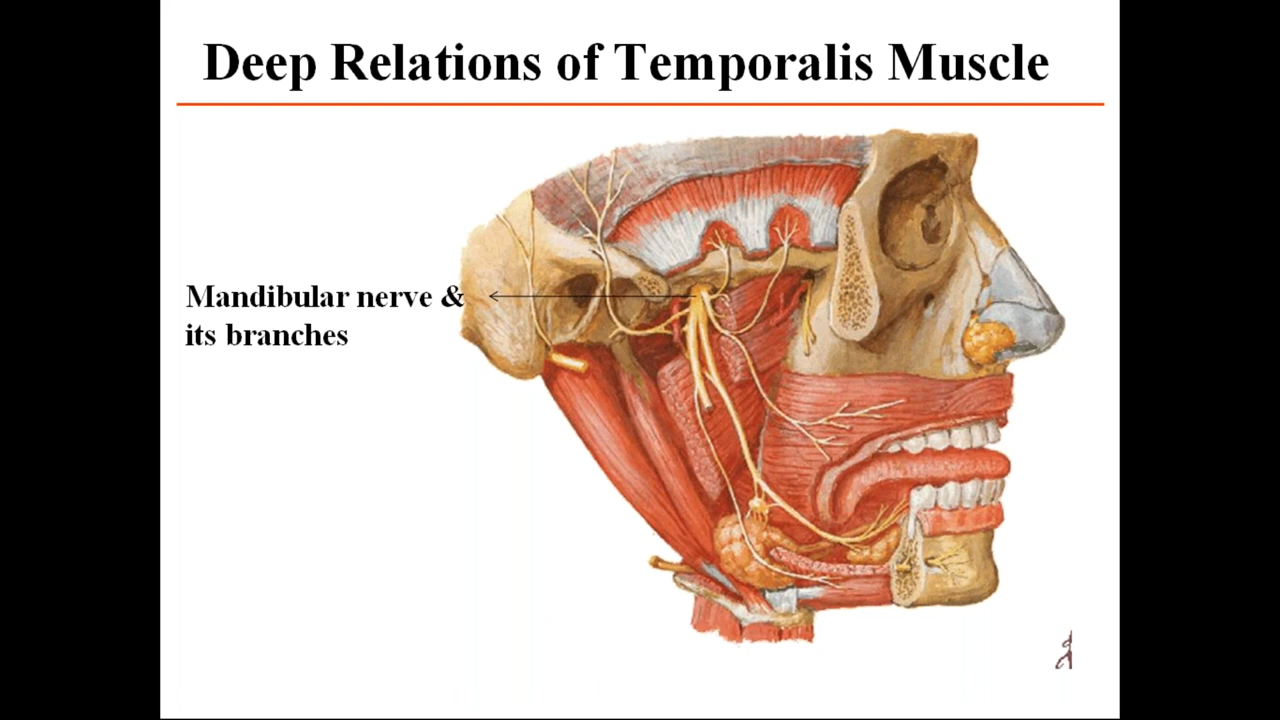 Deep Relations of Temporalis Muscle
Mandibular nerve &
its branches